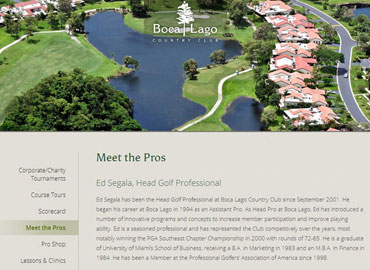 Boca Lago
COUNTRY CLUB
Meet the Pros
Corporate/Charity
Tournaments
Course Tours
Scorecard
Meet the Pros
Pro Shop
Lessons & Clinics
Ed Segala, Head Golf Professional
Ed Segala has been the Head Golf Professional at Boca Lago Country Club since September 2001. He
began his career at Boca Lago in 1994 as an Assistant Pro. As Head Pro at Boca Lago, Ed has introduced a
number of innovative programs and concepts to increase member participation and improve playing
ability. Ed is a seasoned professional and has represented the Club competitively over the years, most
notably winning the PGA Southeast Chapter Championship in 2000 with rounds of 72-65. He is a graduate
of University of Miami's School of Business, receiving a B.A. in Marketing in 1983 and an M.B.A. in Finance in
1984. He has been a Member at the Professional Golfers' Association of America since 1998.